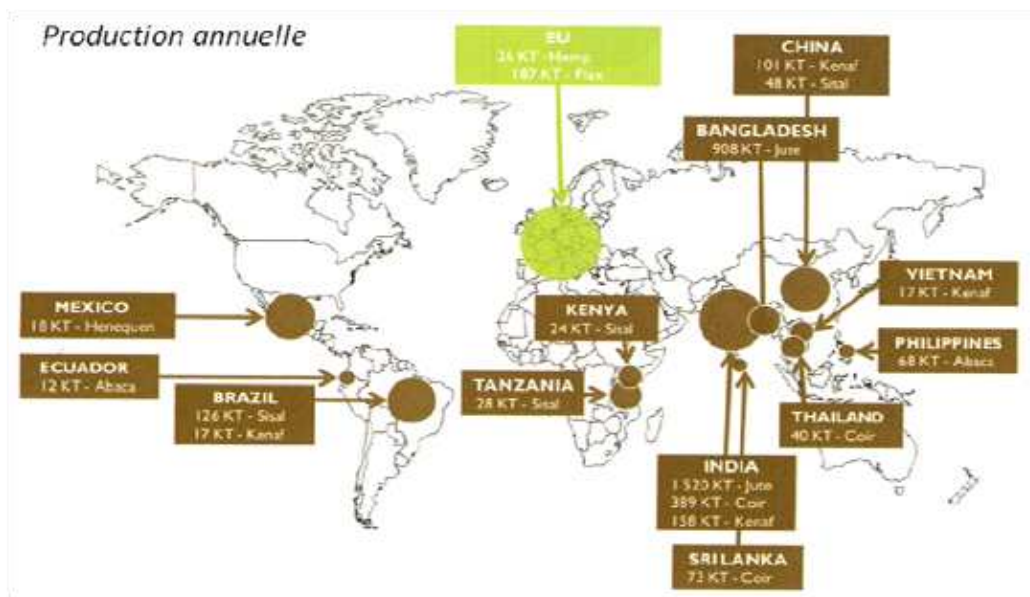 Production annuelle
EU
26 KT - Hemp
187 KT - Flax
CHINA
101 KT - Kenaf
48 KT - Sisal
BANGLADESH
908 KT - Jute
VIETNAM
17 KT - Kenaf
MEXICO
18 KT - Henequen
KENYA
24 KT - Sisal
PHILIPPINES
68 KT - Abaca
ECUADOR
12 KT - Abaca
BRAZIL
126 KT - Sisal
17 KT - Kenaf
TANZANIA
28 KT - Sisal
THAILAND
40 KT - Coir
INDIA
1 520 KT - Jute
389 KT - Coir
158 KT - Kenaf
SRI LANKA
73 KT - Coir